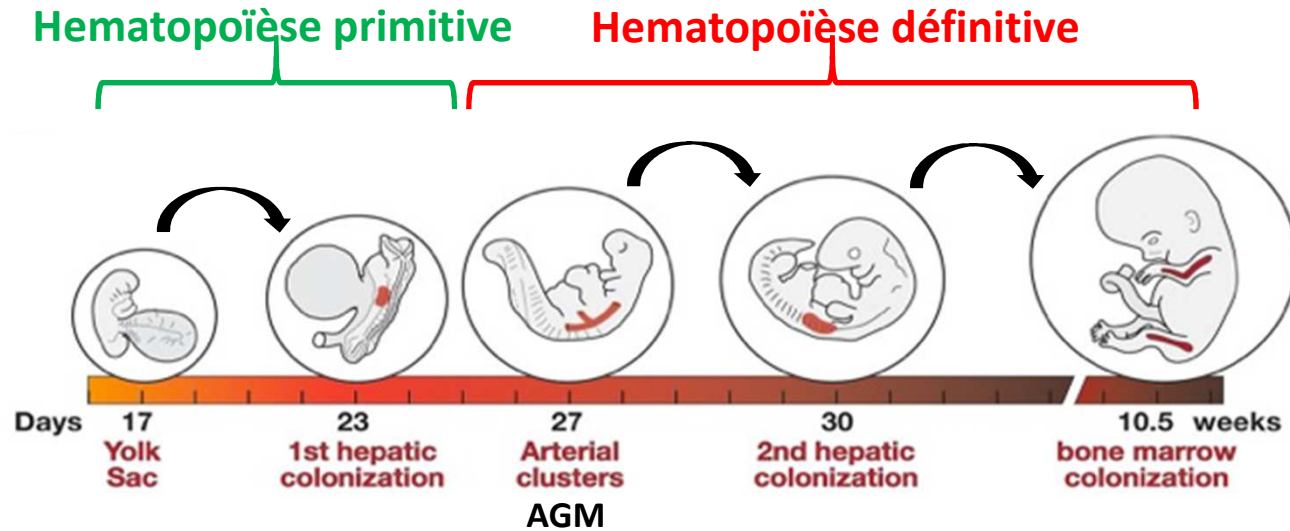 Hematopoïèse primitive
Hematopoïèse définitive
Days 17 23 27 30 10.5 weeks
Yolk Sac
1st hepatic colonization
Arterial clusters
2nd hepatic colonization
bone marrow colonization
AGM